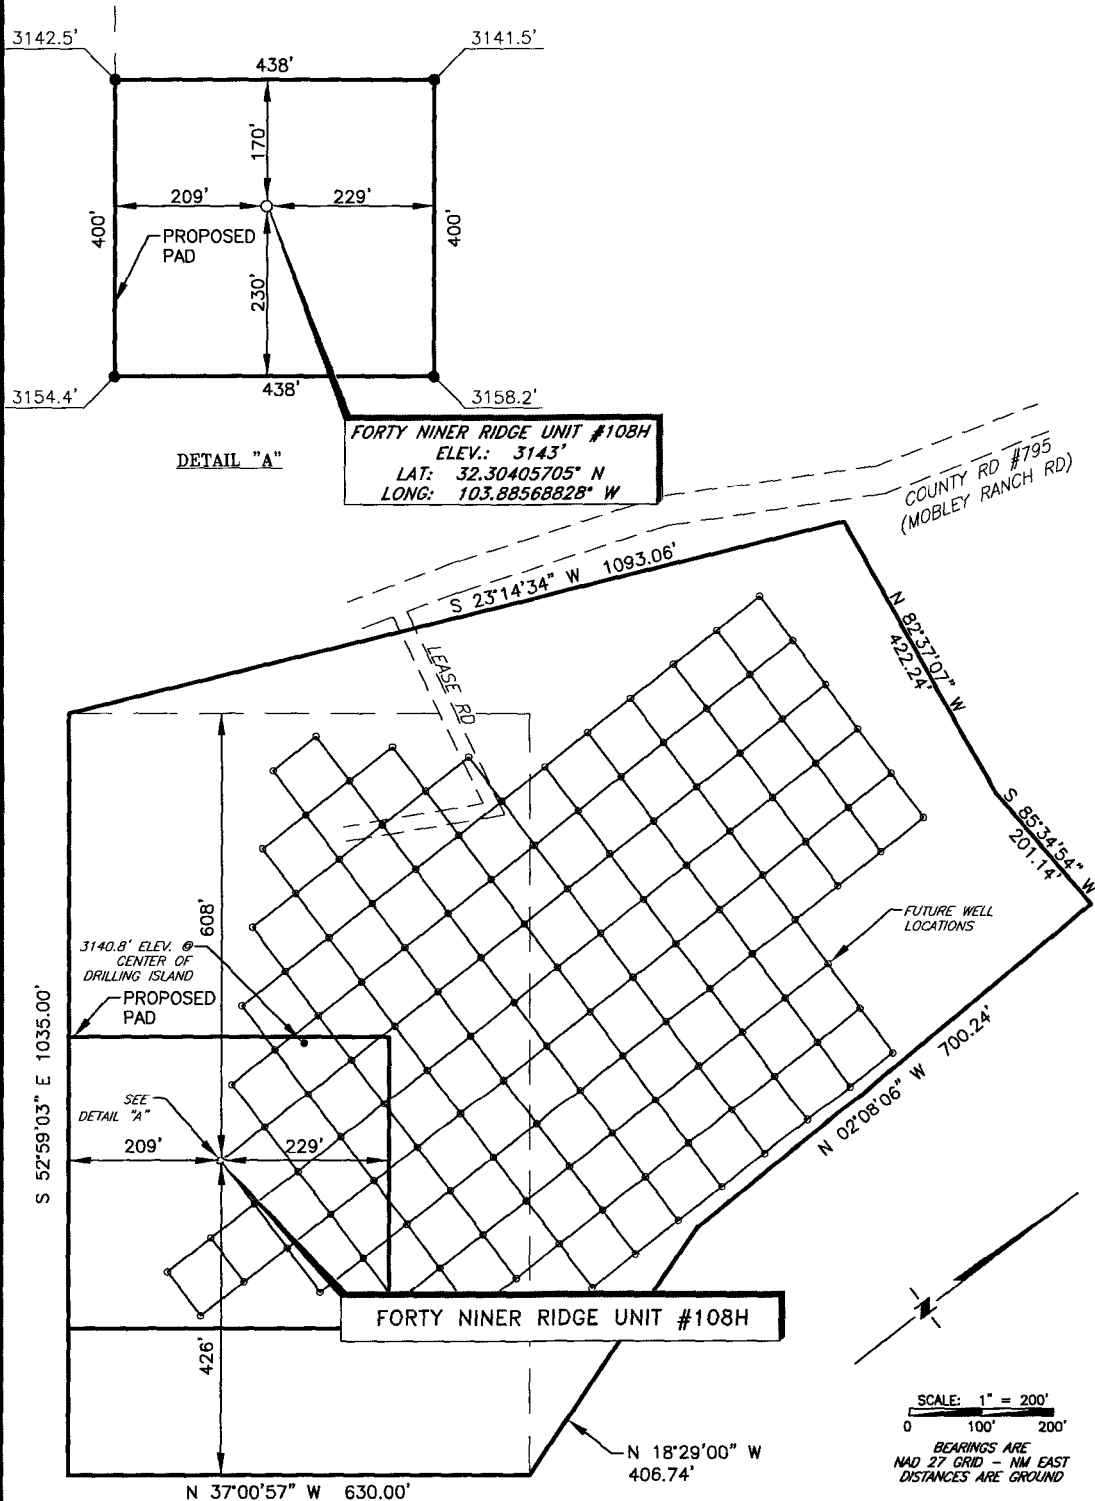 3142.5'
3141.5'
438'
170'
209'
229'
400'
400'
PROPOSED
PAD
230'
438'
3154.4'
3158.2'
DETAIL "A"
FORTY NINER RIDGE UNIT #108H
ELEV.: 3143'
LAT: 32.30405705° N
LONG: 103.88568828° W
COUNTY RD #795
(MOBLEY RANCH RD)
S 23°14'34" W 1093.06'
LEASE RD
N 82°37'07" W
422.24'
S 85°34'54" W
201.14'
608'
FUTURE WELL
LOCATIONS
3140.8' ELEV. @
CENTER OF
DRILLING ISLAND
PROPOSED
PAD
S 52°59'03" E 1035.00'
SEE
DETAIL "A"
209'
229'
N 02°08'06" W 700.24'
FORTY NINER RIDGE UNIT #108H
426'
N 18°29'00" W
406.74'
N 37°00'57" W 630.00'
SCALE: 1" = 200'
0 100' 200'
BEARINGS ARE
NAD 27 GRID - NM EAST
DISTANCES ARE GROUND